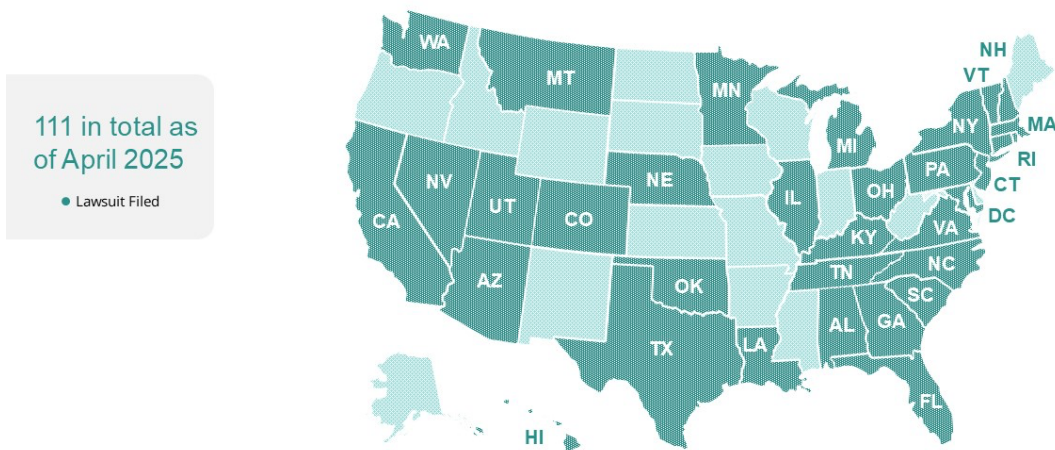 111 in total as
of April 2025
● Lawsuit Filed
WA
MT
MN
NH
VT
NY
MA
MI
RI
PA
CT
NE
NV
UT
CO
IL
OH
DC
CA
KY
VA
AZ
OK
TN
NC
SC
TX
LA
AL
GA
FL
HI